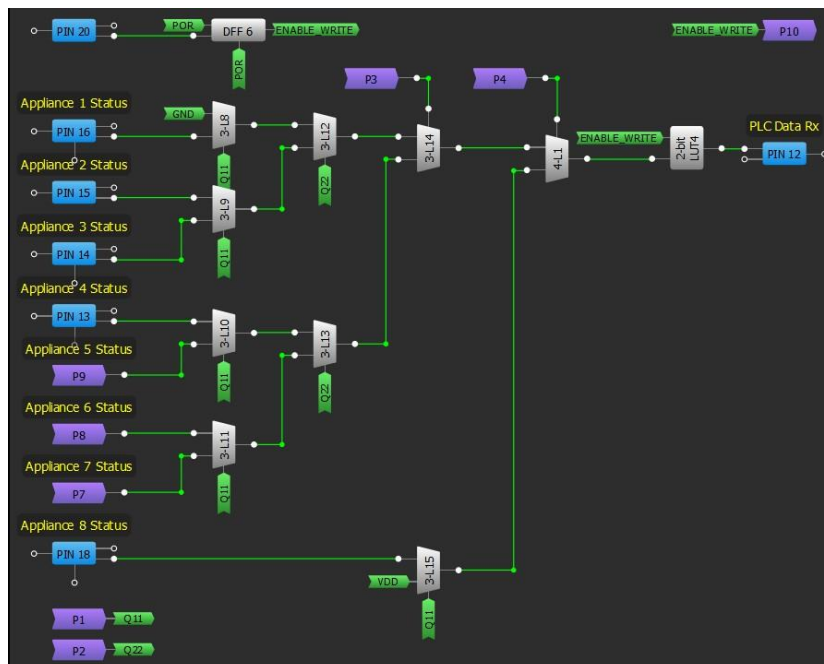 PIN 20
POR
DFF 6
ENABLE_WRITE
POR
ENABLE_WRITE
P10
P3
P4
Appliance 1 Status
PIN 16
GND
3-L8
Q11
3-L12
Q22
3-L14
4-L1
ENABLE_WRITE
2-bit
LUT4
PLC Data Rx
PIN 12
Appliance 2 Status
PIN 15
3-L9
Q11
Appliance 3 Status
PIN 14
Appliance 4 Status
PIN 13
3-L10
Q11
3-L13
Q22
Appliance 5 Status
P9
Appliance 6 Status
P8
3-L11
Q11
Appliance 7 Status
P7
Appliance 8 Status
PIN 18
VDD
3-L15
Q11
P1
Q11
P2
Q22